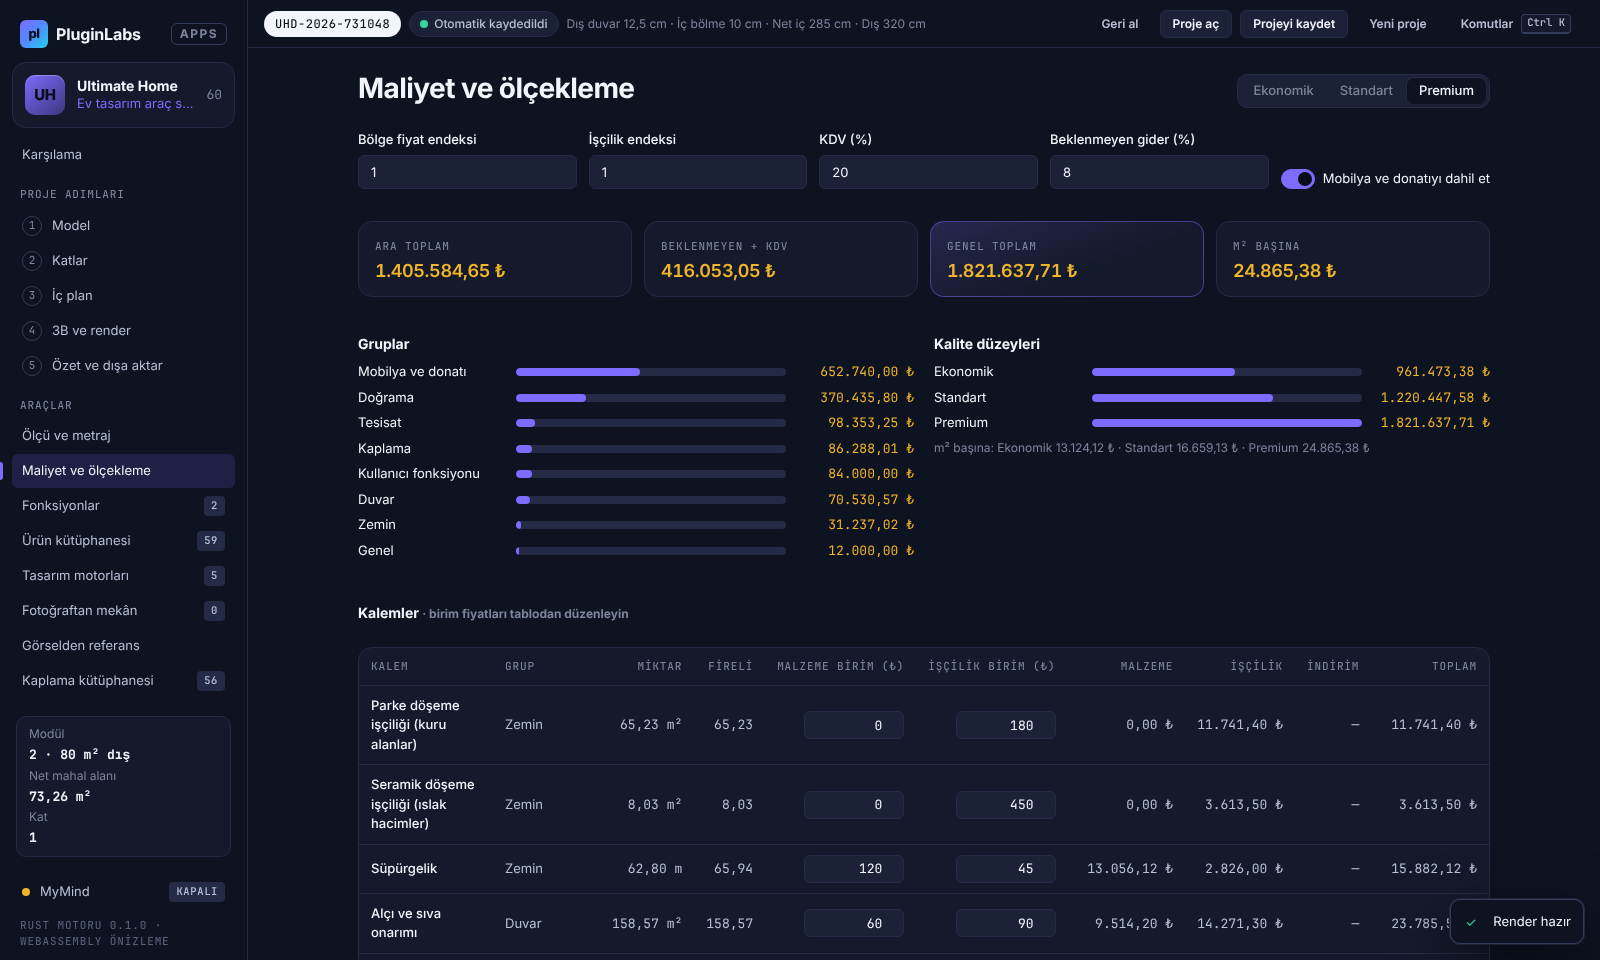 pl PluginLabs APPS
UH Ultimate Home 60
Ev tasarım araç s...
Karşılama
PROJE ADIMLARI
1 Model
2 Katlar
3 İç plan
4 3B ve render
5 Özet ve dışa aktar
ARAÇLAR
Ölçü ve metraj
Maliyet ve ölçekleme
Fonksiyonlar 2
Ürün kütüphanesi 59
Tasarım motorları 5
Fotoğraftan mekân 0
Görselden referans
Kaplama kütüphanesi 56
Modül
2 · 80 m² dış
Net mahal alanı
73,26 m²
Kat
1
MyMind KAPALI
RUST MOTORU 0.1.0 ·
WEBASSEMBLY ÖNİZLEME
UHD-2026-731048 Otomatik kaydedildi Dış duvar 12,5 cm · İç bölme 10 cm · Net iç 285 cm · Dış 320 cm Geri al Proje aç Projeyi kaydet Yeni proje Komutlar Ctrl K
Maliyet ve ölçekleme Ekonomik Standart Premium
Bölge fiyat endeksi İşçilik endeksi KDV (%) Beklenmeyen gider (%)
1 1 20 8 Mobilya ve donatıyı dahil et
ARA TOPLAM BEKLENMEYEN + KDV GENEL TOPLAM M² BAŞINA
1.405.584,65 ₺ 416.053,05 ₺ 1.821.637,71 ₺ 24.865,38 ₺
Gruplar
Mobilya ve donatı 652.740,00 ₺
Doğrama 370.435,80 ₺
Tesisat 98.353,25 ₺
Kaplama 86.288,01 ₺
Kullanıcı fonksiyonu 84.000,00 ₺
Duvar 70.530,57 ₺
Zemin 31.237,02 ₺
Genel 12.000,00 ₺
Kalite düzeyleri
Ekonomik 961.473,38 ₺
Standart 1.220.447,58 ₺
Premium 1.821.637,71 ₺
m² başına: Ekonomik 13.124,12 ₺ · Standart 16.659,13 ₺ · Premium 24.865,38 ₺
Kalemler · birim fiyatları tablodan düzenleyin
KALEM GRUP MİKTAR FİRELİ MALZEME BİRİM (₺) İŞÇİLİK BİRİM (₺) MALZEME İŞÇİLİK İNDİRİM TOPLAM
Parke döşeme
işçiliği (kuru Zemin 65,23 m² 65,23 0 180 0,00 ₺ 11.741,40 ₺ — 11.741,40 ₺
alanlar)
Seramik döşeme
işçiliği (ıslak Zemin 8,03 m² 8,03 0 450 0,00 ₺ 3.613,50 ₺ — 3.613,50 ₺
hacimler)
Süpürgelik Zemin 62,80 m 65,94 120 45 13.056,12 ₺ 2.826,00 ₺ — 15.882,12 ₺
Alçı ve sıva
onarımı Duvar 158,57 m² 158,57 60 90 9.514,20 ₺ 14.271,30 ₺ — 23.785,
Render hazır